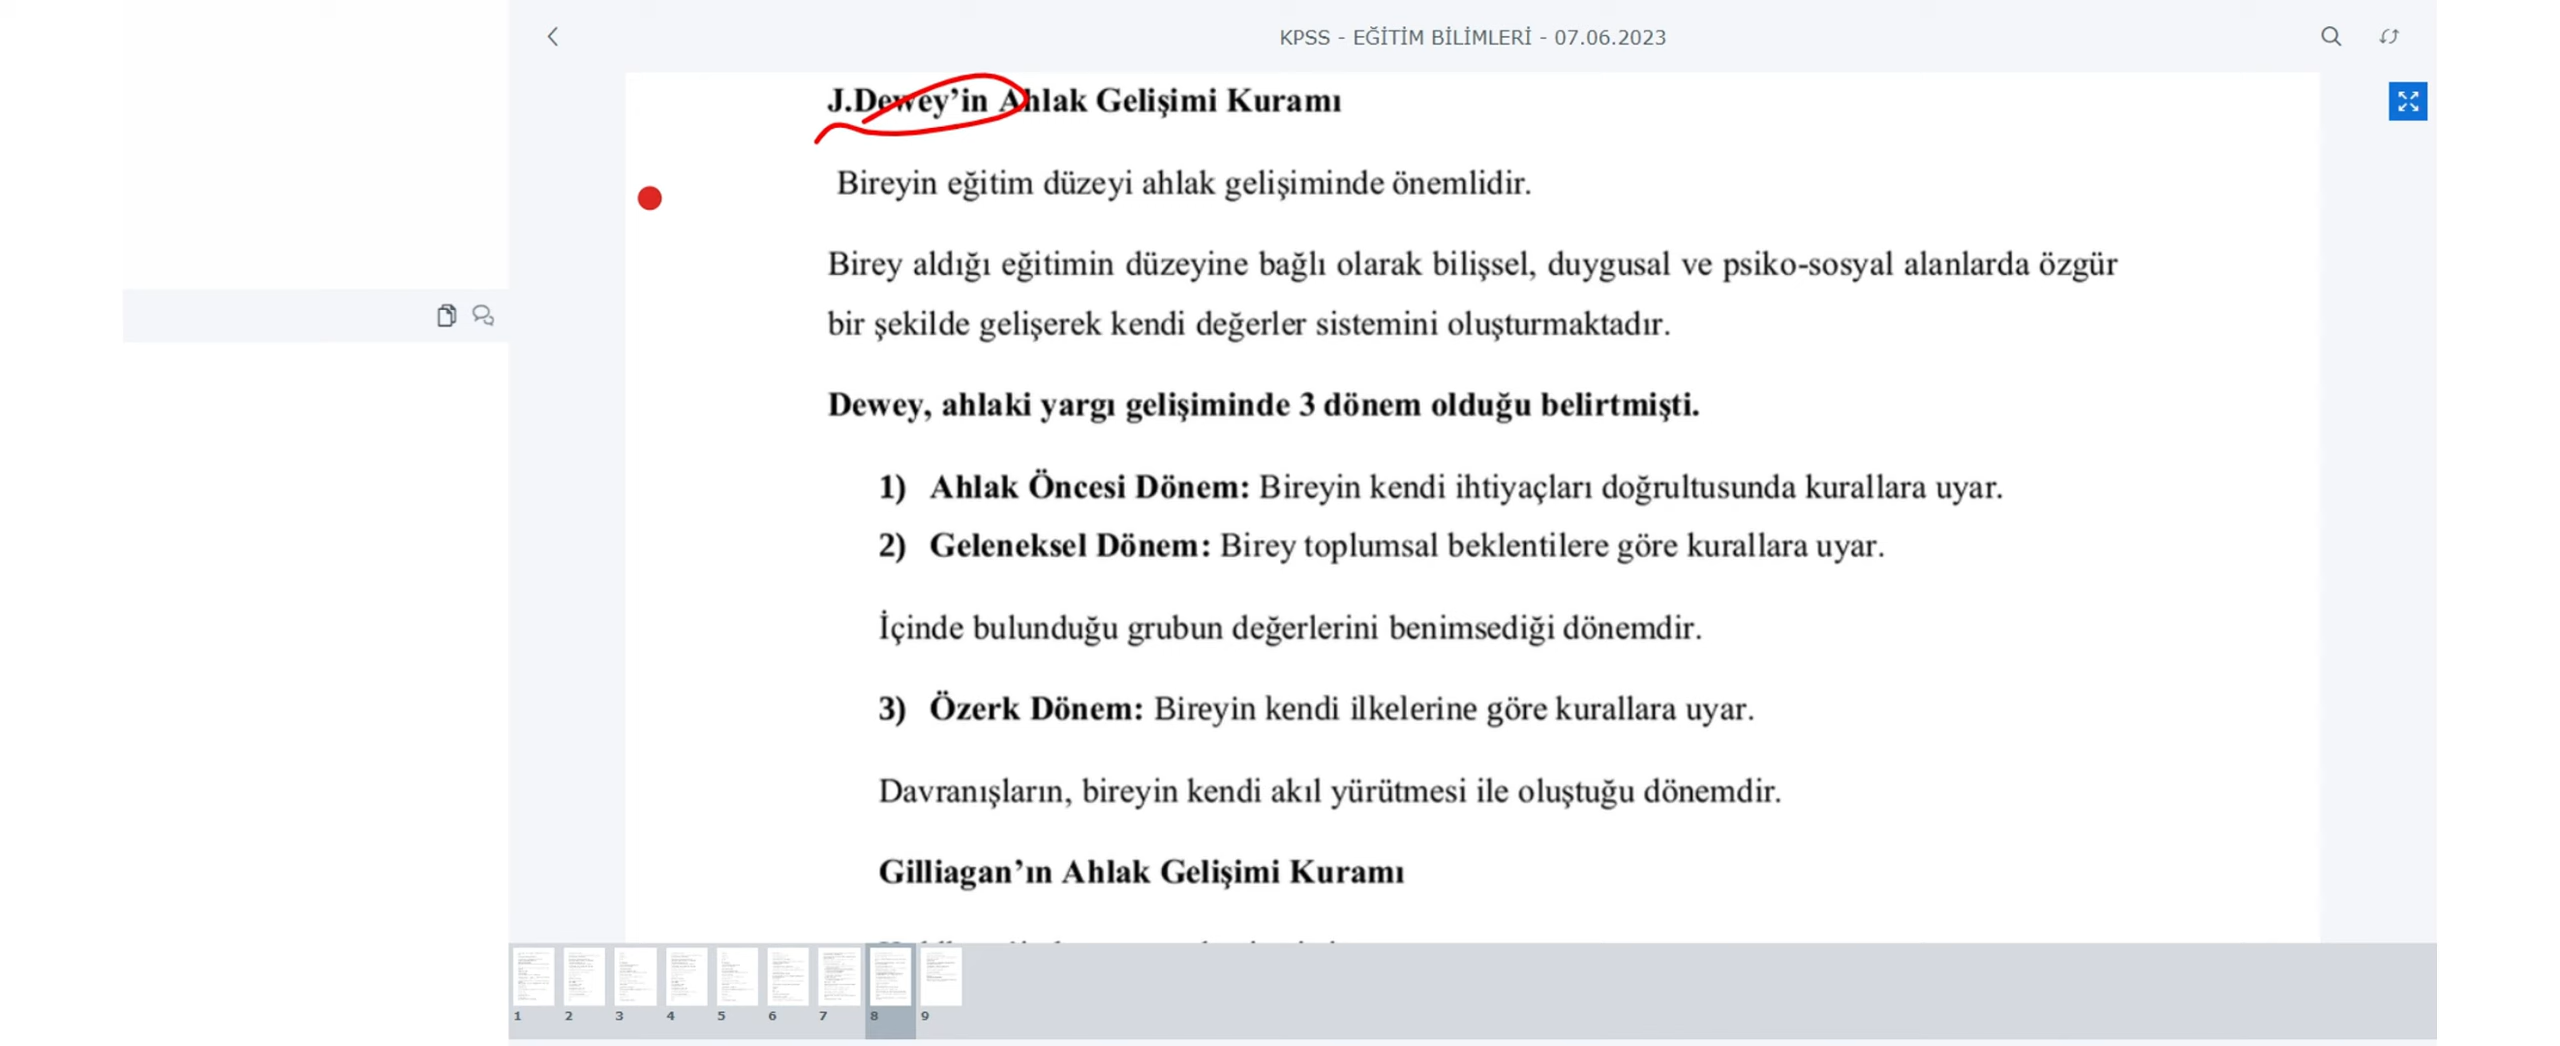 KPSS - EĞİTİM BİLİMLERİ - 07.06.2023
J.Dewey’in Ahlak Gelişimi Kuramı
Bireyin eğitim düzeyi ahlak gelişiminde önemlidir.
Birey aldığı eğitimin düzeyine bağlı olarak bilişsel, duygusal ve psiko-sosyal alanlarda özgür
bir şekilde gelişerek kendi değerler sistemini oluşturmaktadır.
Dewey, ahlaki yargı gelişiminde 3 dönem olduğu belirtmişti.
1) Ahlak Öncesi Dönem: Bireyin kendi ihtiyaçları doğrultusunda kurallara uyar.
2) Geleneksel Dönem: Birey toplumsal beklentilere göre kurallara uyar.
İçinde bulunduğu grubun değerlerini benimsediği dönemdir.
3) Özerk Dönem: Bireyin kendi ilkelerine göre kurallara uyar.
Davranışların, bireyin kendi akıl yürütmesi ile oluştuğu dönemdir.
Gilliagan’ın Ahlak Gelişimi Kuramı
1 2 3 4 5 6 7 8 9